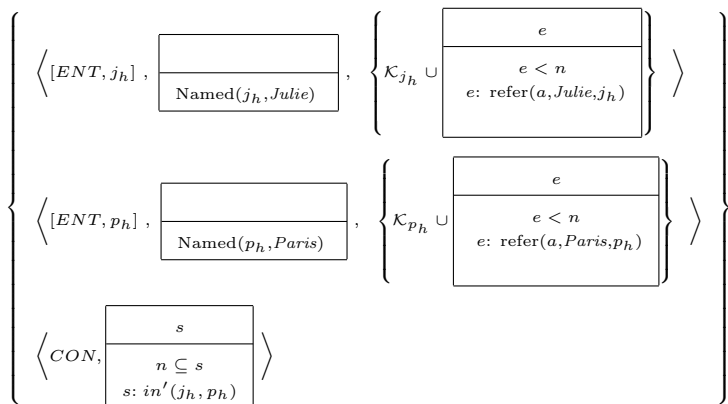 e
⟨[ENT, j_h] , Named(j_h,Julie) , {𝒦_{j_h} ∪ e < n
e: refer(a,Julie,j_h)} ⟩
e
⟨[ENT, p_h] , Named(p_h,Paris) , {𝒦_{p_h} ∪ e < n
e: refer(a,Paris,p_h)} ⟩
s
⟨CON, n ⊆ s ⟩
s: in′(j_h, p_h)